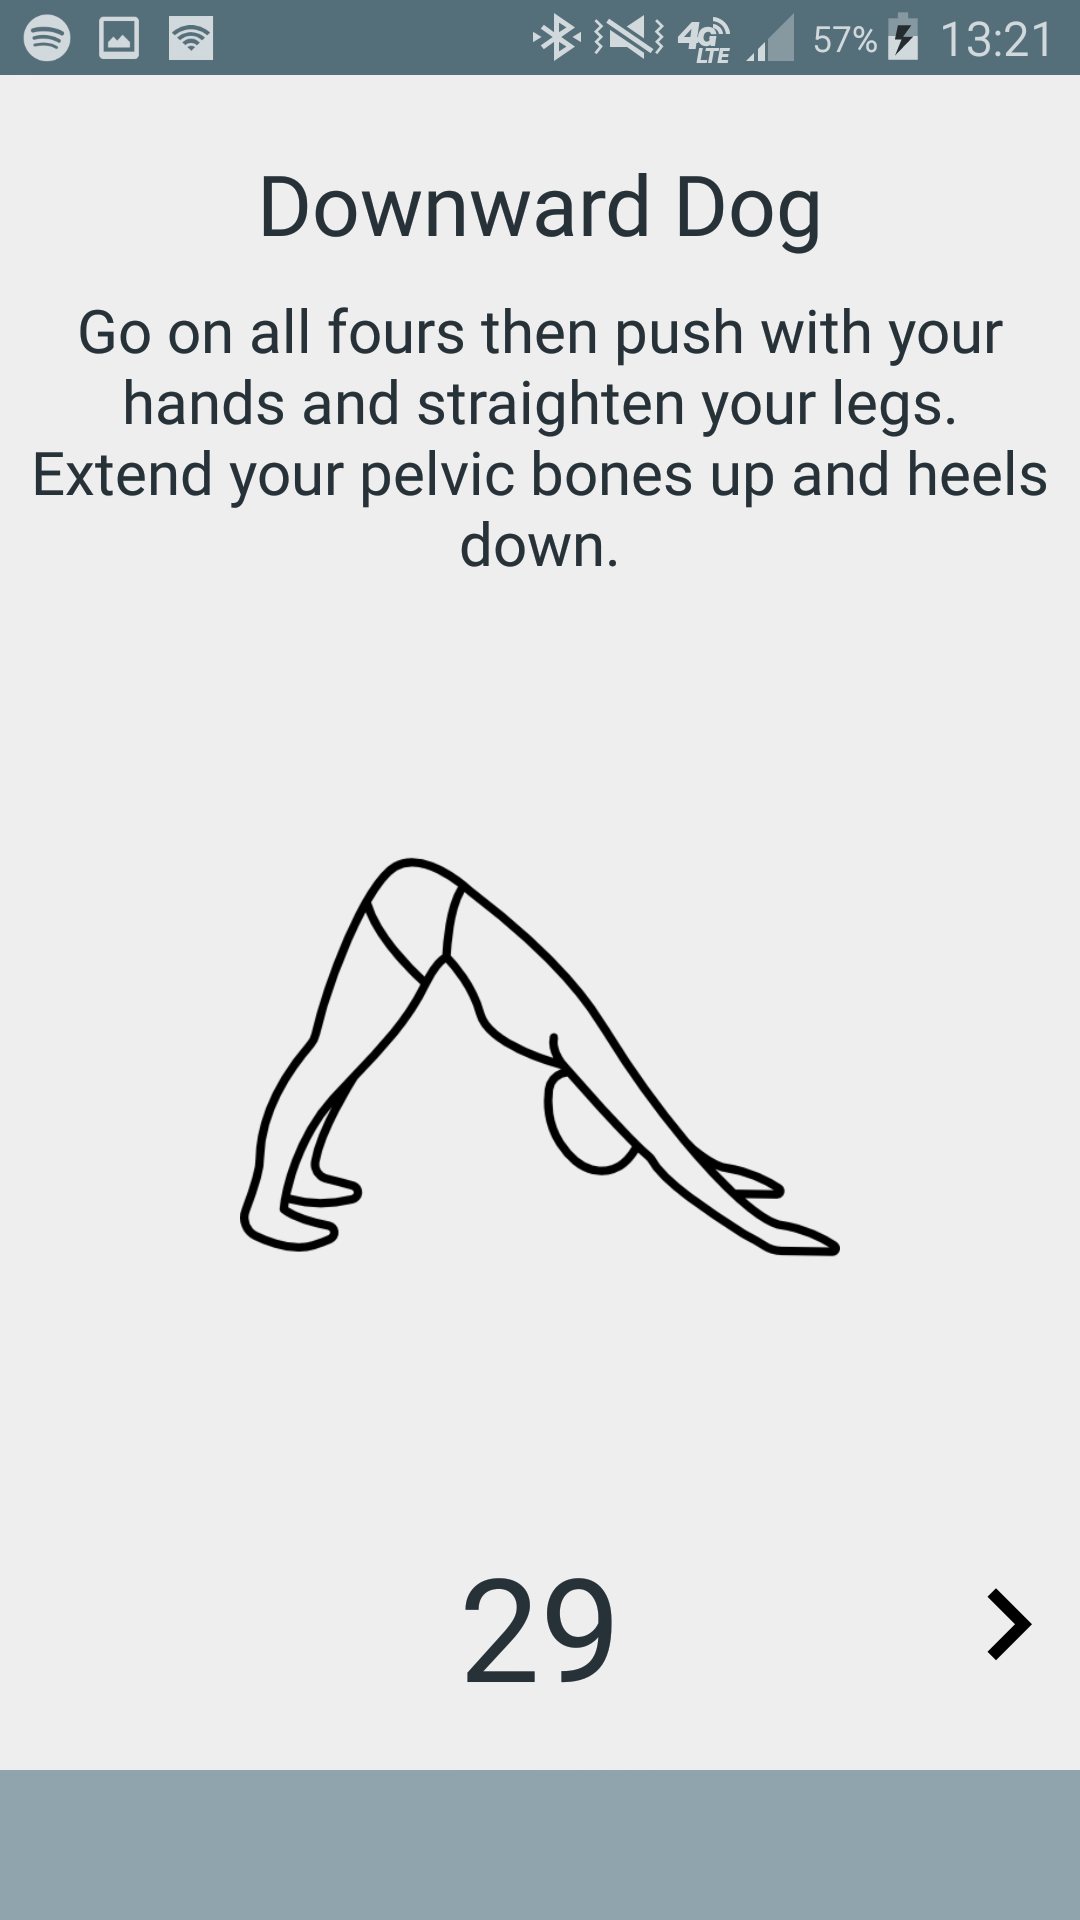 4G LTE 57% 13:21
Downward Dog
Go on all fours then push with your
hands and straighten your legs.
Extend your pelvic bones up and heels
down.
29